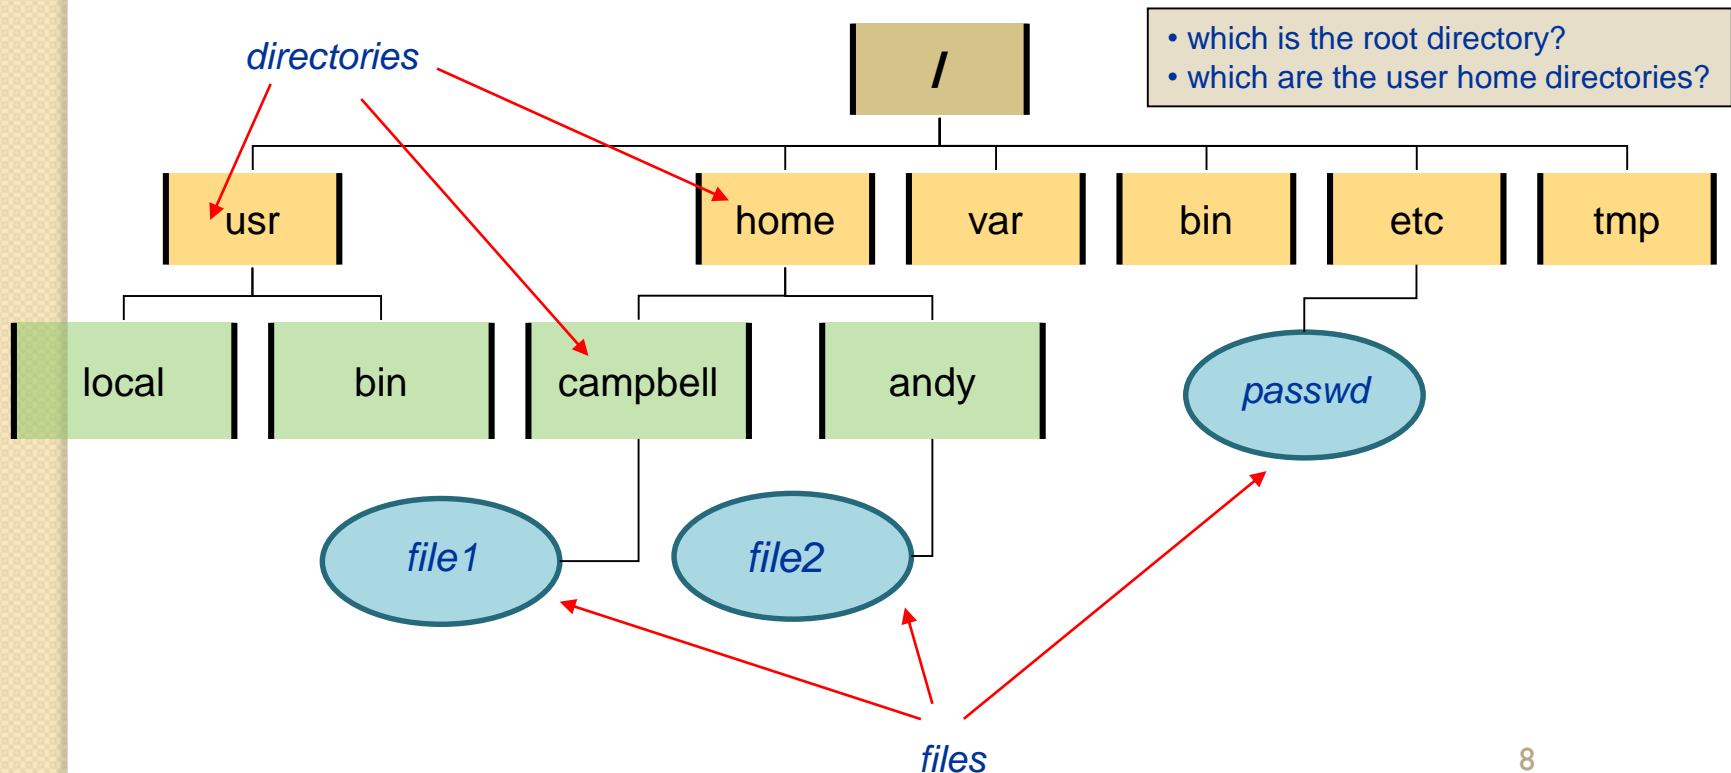 • which is the root directory?
• which are the user home directories?
directories
/
usr
home
var
bin
etc
tmp
local
bin
campbell
andy
passwd
file1
file2
files
8